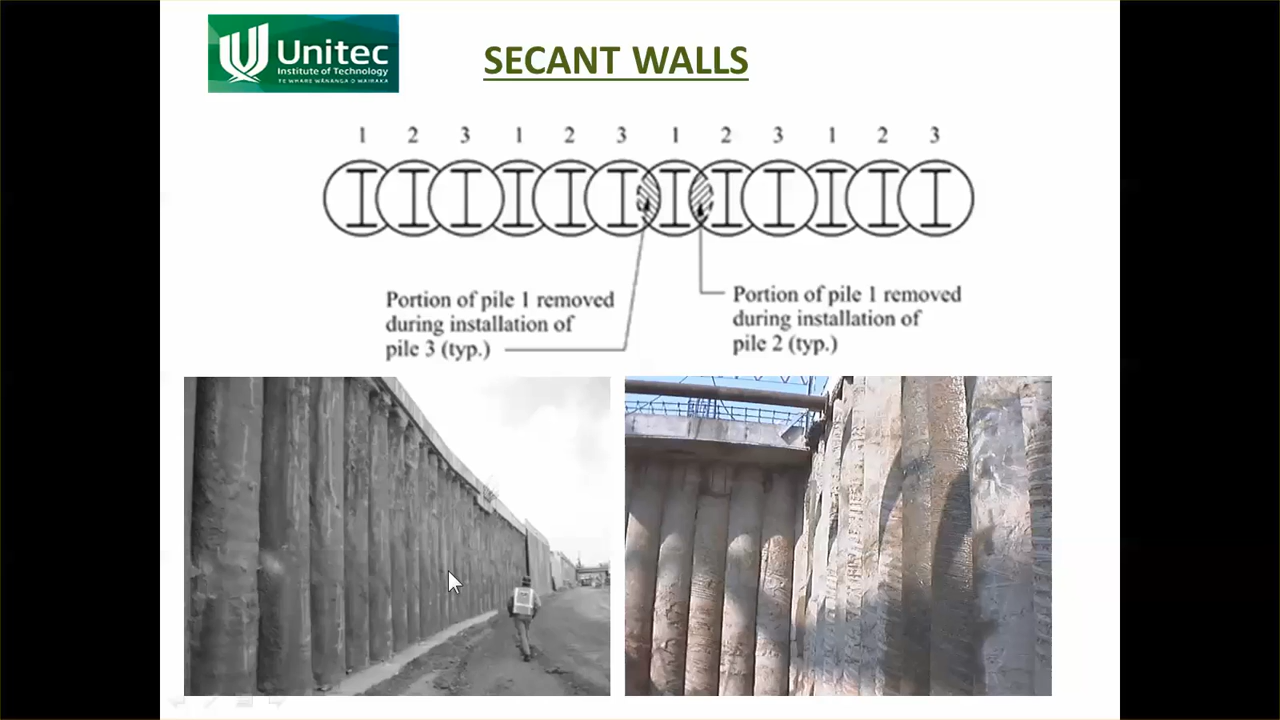 Unitec
Institute of Technology
TE WHARE WĀNANGA O WAIRAKA
SECANT WALLS
1 2 3 1 2 3 1 2 3 1 2 3
Portion of pile 1 removed
during installation of
pile 3 (typ.)
Portion of pile 1 removed
during installation of
pile 2 (typ.)